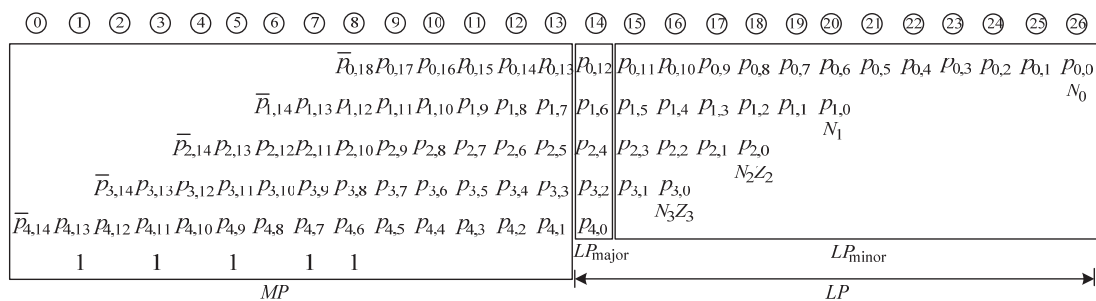 0 1 2 3 4 5 6 7 8 9 10 11 12 13 14 15 16 17 18 19 20 21 22 23 24 25 26
p̅0,18 p0,17 p0,16 p0,15 p0,14 p0,13 p0,12 p0,11 p0,10 p0,9 p0,8 p0,7 p0,6 p0,5 p0,4 p0,3 p0,2 p0,1 p0,0
N0
p̅1,14 p1,13 p1,12 p1,11 p1,10 p1,9 p1,8 p1,7 p1,6 p1,5 p1,4 p1,3 p1,2 p1,1 p1,0
N1
p̅2,14 p2,13 p2,12 p2,11 p2,10 p2,9 p2,8 p2,7 p2,6 p2,5 p2,4 p2,3 p2,2 p2,1 p2,0
N2Z2
p̅3,14 p3,13 p3,12 p3,11 p3,10 p3,9 p3,8 p3,7 p3,6 p3,5 p3,4 p3,3 p3,2 p3,1 p3,0
N3Z3
p̅4,14 p4,13 p4,12 p4,11 p4,10 p4,9 p4,8 p4,7 p4,6 p4,5 p4,4 p4,3 p4,2 p4,1 p4,0
1 1 1 1 1
LPmajor LPminor
MP LP